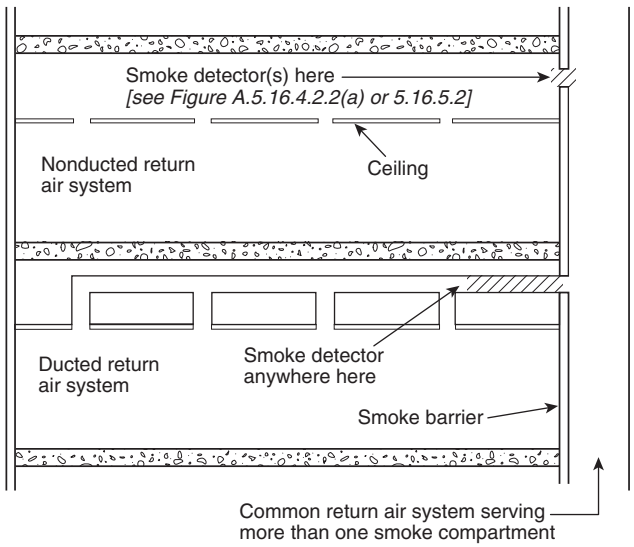 Smoke detector(s) here
[see Figure A.5.16.4.2.2(a) or 5.16.5.2]
Nonducted return
air system
Ceiling
Ducted return
air system
Smoke detector
anywhere here
Smoke barrier
Common return air system serving
more than one smoke compartment